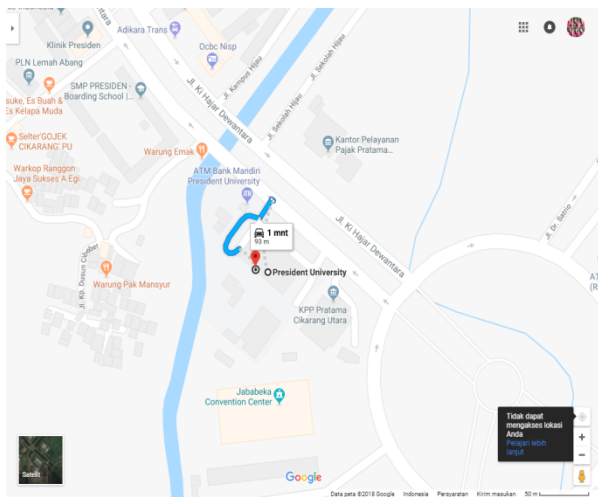 Adikara Trans
Klinik Presiden
Ocbc Nisp
PLN Lemah Abang
Jl. Kampus Hijau
Jl. Sekolah Hijau
SMP PRESIDEN -
Boarding School (...
Jl. Ki Hajar Dewantara
suke, Es Buah &
Es Kelapa Muda
Kantor Pelayanan
Pajak Pratama...
Selter'GOJEK
CIKARANG' PU
Warung Emak
Warkop Ranggon
Jaya Sukses A Egi
ATM Bank Mandiri
President University
Jl. Dr Satrio
Jl. Ki Hajar Dewantara
1 mnt
93 m
President University
Warung Pak Mansyur
AT
(R
KPP Pratama
Cikarang Utara
Jababeka
Convention Center
Tidak dapat
mengakses lokasi
Anda
Pelajari lebih
lanjut
Satelit
Google
Data peta ©2018 Google Indonesia Persyaratan Kirim masukan 50 m